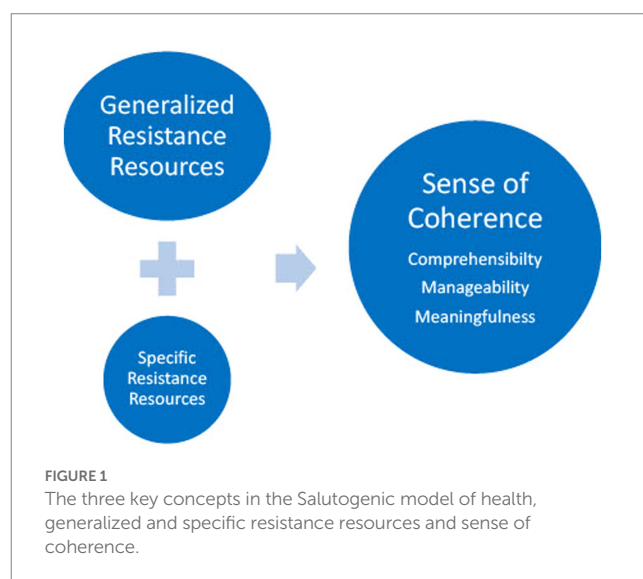 Generalized
Resistance
Resources
Specific
Resistance
Resources
Sense of
Coherence
Comprehensibilty
Manageability
Meaningfulness
FIGURE 1
The three key concepts in the Salutogenic model of health,
generalized and specific resistance resources and sense of
coherence.